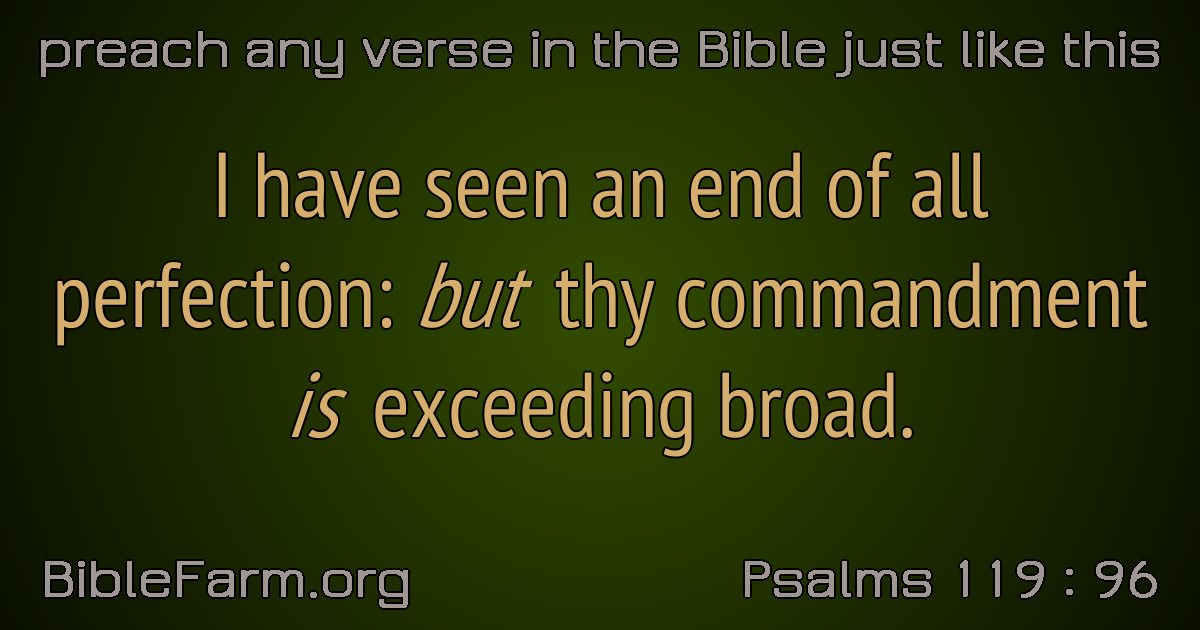 preach any verse in the Bible just like this
I have seen an end of all
perfection: but thy commandment
is exceeding broad.
BibleFarm.org
Psalms 119 : 96